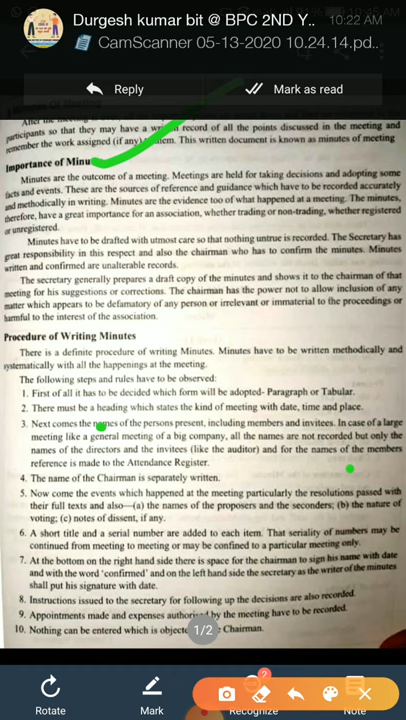 Durgesh kumar bit @ BPC 2ND Y..
10:22 AM
CamScanner 05-13-2020 10.24.14.pd..
Reply
Mark as read
After the meeting
participants so that they may have a written record of all the points discussed in the meeting and
remember the work assigned (if any) them. This written document is known as minutes of meeting
Importance of Minu
Minutes are the outcome of a meeting. Meetings are held for taking decisions and adopting some
facts and events. These are the sources of reference and guidance which have to be recorded accurately
and methodically in writing. Minutes are the evidence too of what happened at a meeting. The minutes,
therefore, have a great importance for an association, whether trading or non-trading, whether registered
or unregistered.
Minutes have to be drafted with utmost care so that nothing untrue is recorded. The Secretary has
great responsibility in this respect and also the chairman who has to confirm the minutes. Minutes
written and confirmed are unalterable records.
The secretary generally prepares a draft copy of the minutes and shows it to the chairman of that
meeting for his suggestions or corrections. The chairman has the power not to allow inclusion of any
matter which appears to be defamatory of any person or irrelevant or immaterial to the proceedings or
harmful to the interest of the association.
Procedure of Writing Minutes
There is a definite procedure of writing Minutes. Minutes have to be written methodically and
systematically with all the happenings at the meeting.
The following steps and rules have to be observed:
1. First of all it has to be decided which form will be adopted- Paragraph or Tabular.
2. There must be a heading which states the kind of meeting with date, time and place.
3. Next comes the names of the persons present, including members and invitees. In case of a large
meeting like a general meeting of a big company, all the names are not recorded but only the
names of the directors and the invitees (like the auditor) and for the names of the members
reference is made to the Attendance Register.
4. The name of the Chairman is separately written.
5. Now come the events which happened at the meeting particularly the resolutions passed with
their full texts and also—(a) the names of the proposers and the seconders; (b) the nature of
voting; (c) notes of dissent, if any.
6. A short title and a serial number are added to each item. That seriality of numbers may be
continued from meeting to meeting or may be confined to a particular meeting only.
7. At the bottom on the right hand side there is space for the chairman to sign his name with date
and with the word 'confirmed' and on the left hand side the secretary as the writer of the minutes
shall put his signature with date.
8. Instructions issued to the secretary for following up the decisions are also recorded.
9. Appointments made and expenses authorised by the meeting have to be recorded.
10. Nothing can be entered which is objecte Chairman.
1/2
2
Rotate
Mark
Recognize
Note